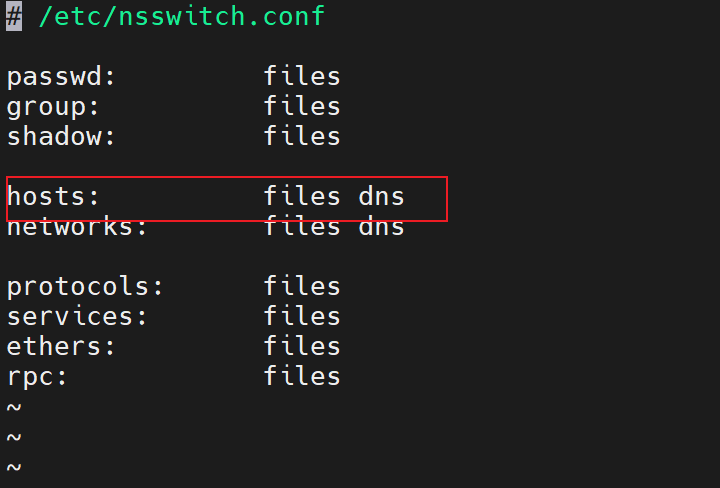 # /etc/nsswitch.conf
passwd: files
group: files
shadow: files
hosts: files dns
networks: files dns
protocols: files
services: files
ethers: files
rpc: files
~
~
~